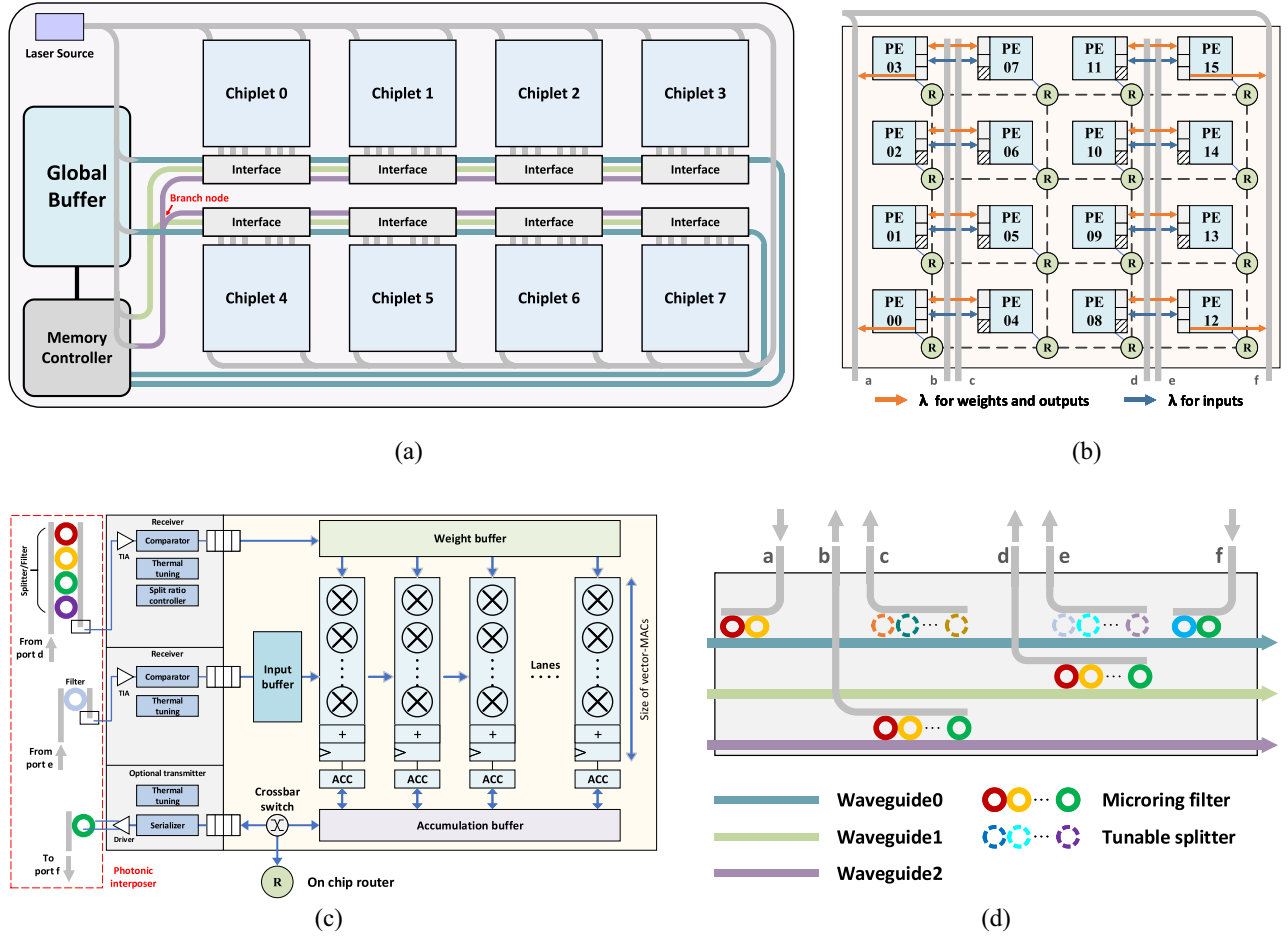 Laser Source
Chiplet 0
Chiplet 1
Chiplet 2
Chiplet 3
Global
Buffer
Interface
Interface
Interface
Interface
Branch node
Interface
Interface
Interface
Interface
Memory
Controller
Chiplet 4
Chiplet 5
Chiplet 6
Chiplet 7
(a)
PE
03
PE
07
PE
11
PE
15
R
R
R
R
PE
02
PE
06
PE
10
PE
14
R
R
R
R
PE
01
PE
05
PE
09
PE
13
R
R
R
R
PE
00
PE
04
PE
08
PE
12
R
R
R
R
a
b
c
d
e
f
λ for weights and outputs
λ for inputs
(b)
Splitter/Filter
From
port d
Filter
From
port e
To
port f
Photonic
interposer
Receiver
TIA
Comparator
Thermal
tuning
Split ratio
controller
Receiver
TIA
Comparator
Thermal
tuning
Optional transmitter
Thermal
tuning
Driver
Serializer
Weight buffer
Input
buffer
Lanes
Size of vector-MACs
+
+
+
+
ACC
ACC
ACC
ACC
Crossbar
switch
Accumulation buffer
R
On chip router
(c)
a
b
c
d
e
f
Waveguide0
Microring filter
Waveguide1
Tunable splitter
Waveguide2
(d)